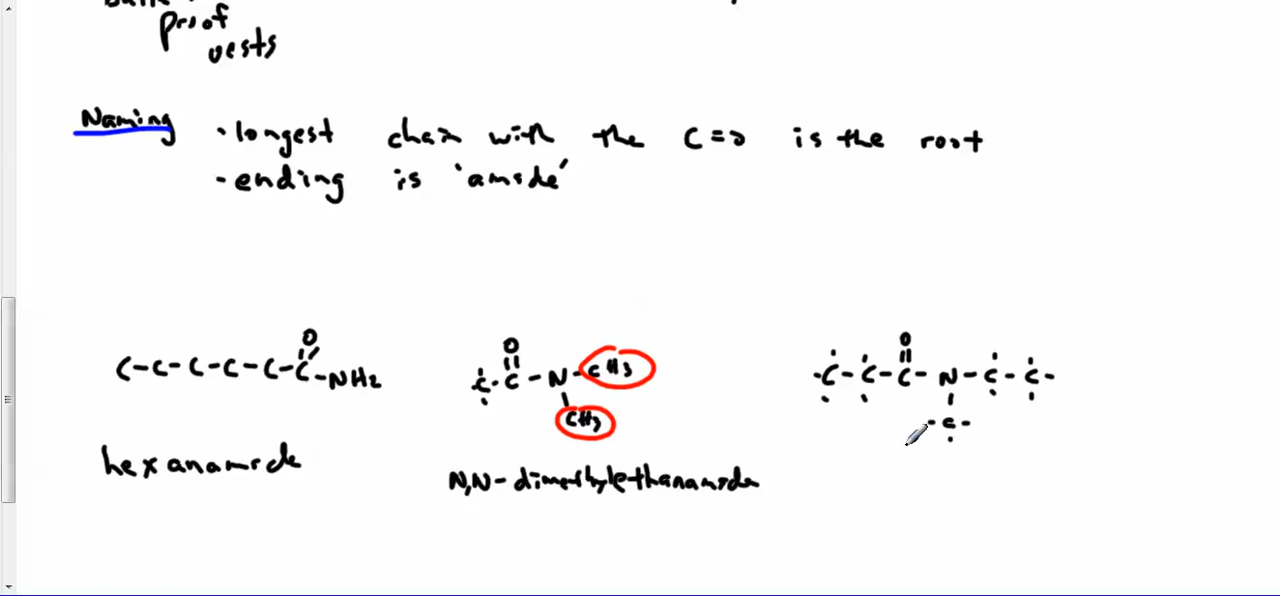 proof
vests
Naming
· longest chain with the C=O is the root
- ending is 'amide'
O
C-C-C-C-C-C-NH2
O
C-C-N-CH3
CH3
O
-C-C-C-N-C-C-
-C-
hexanamide
N,N-dimethylethanamide